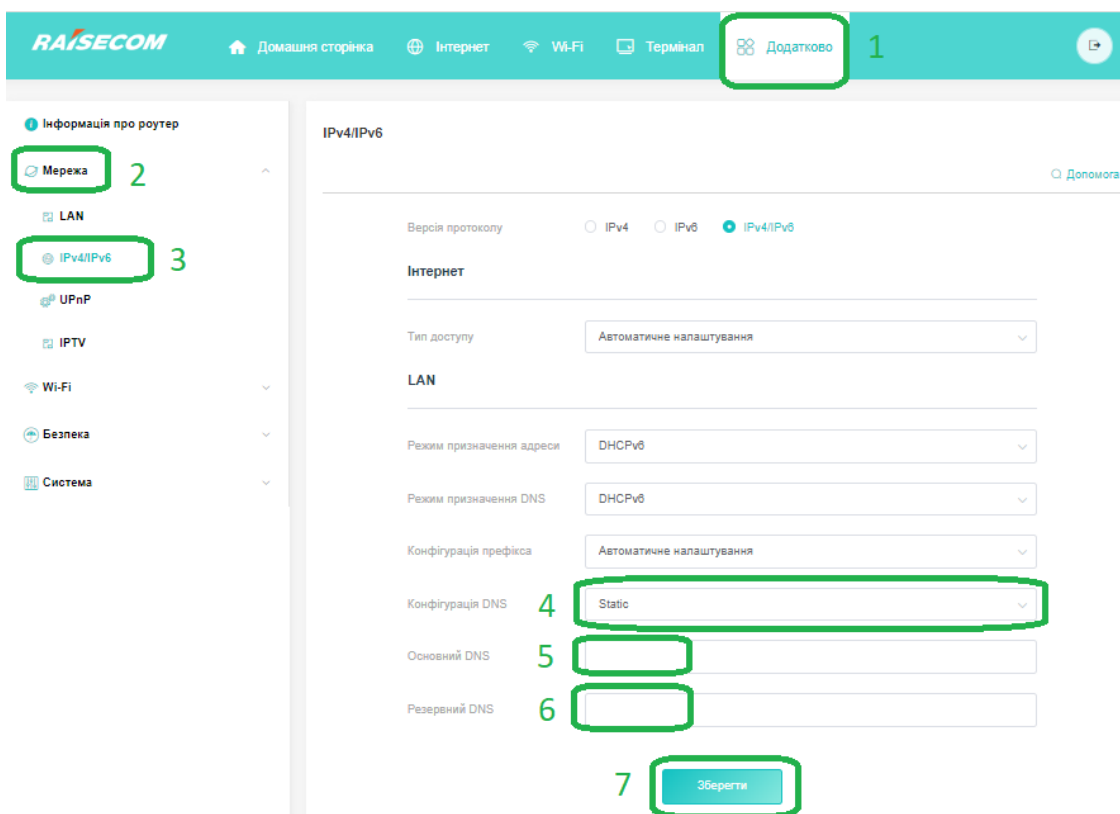 RAISECOM
Домашня сторінка
Інтернет
Wi-Fi
Термінал
Додатково
1
Інформація про роутер
Мережа
2
LAN
IPv4/IPv6
3
UPnP
IPTV
Wi-Fi
Безпека
Система
IPv4/IPv6
Допомога
Версія протоколу
IPv4
IPv6
IPv4/IPv6
Інтернет
Тип доступу
Автоматичне налаштування
LAN
Режим призначення адреси
DHCPv6
Режим призначення DNS
DHCPv6
Конфігурація префікса
Автоматичне налаштування
Конфігурація DNS
4
Static
Основний DNS
5
Резервний DNS
6
7
Зберегти